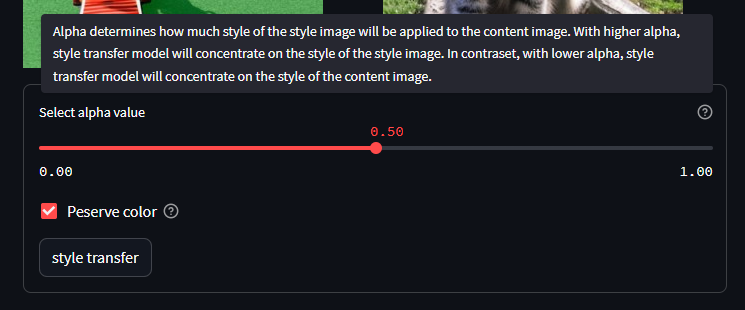 Alpha determines how much style of the style image will be applied to the content image. With higher alpha,
style transfer model will concentrate on the style of the style image. In contraset, with lower alpha, style
transfer model will concentrate on the style of the content image.
Select alpha value
0.50
0.00 1.00
Peserve color
style transfer